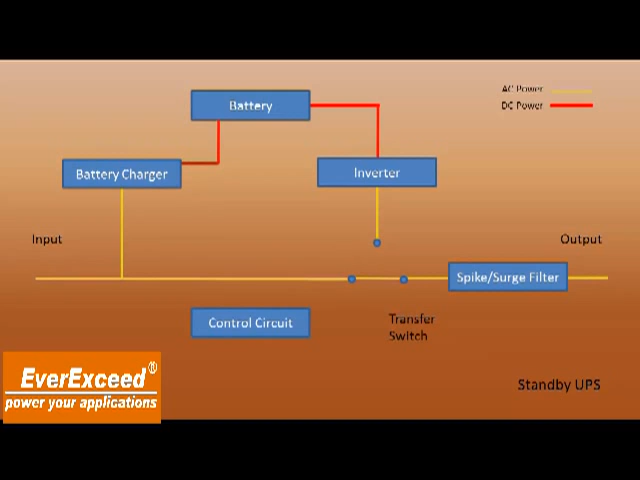 AC Power
Battery
DC Power
Battery Charger
Inverter
Input
Output
Spike/Surge Filter
Control Circuit
Transfer
Switch
EverExceed®
power your applications
Standby UPS